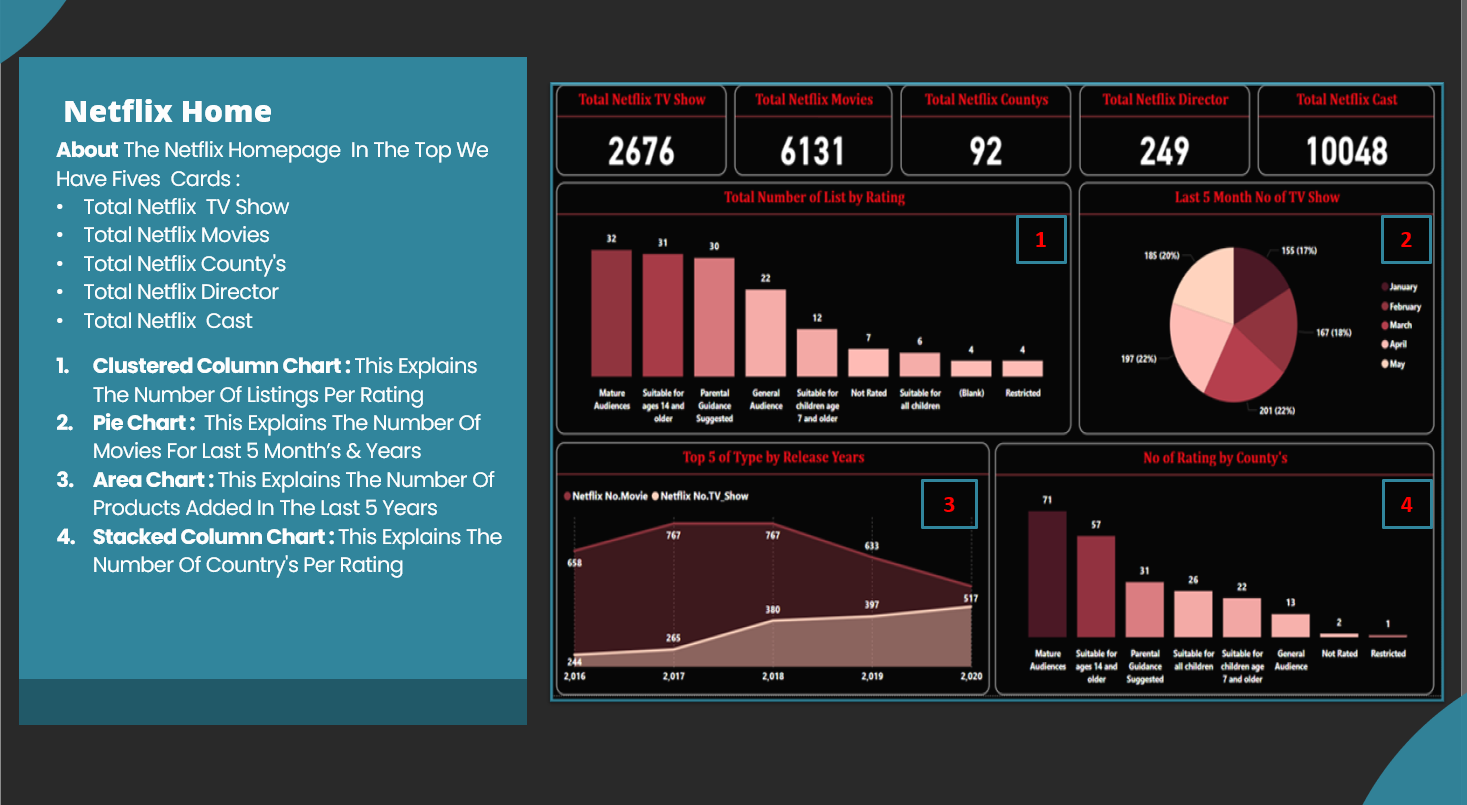 Netflix Home
About The Netflix Homepage In The Top We
Have Fives Cards :
• Total Netflix TV Show
• Total Netflix Movies
• Total Netflix County's
• Total Netflix Director
• Total Netflix Cast
1. Clustered Column Chart : This Explains
The Number Of Listings Per Rating
2. Pie Chart : This Explains The Number Of
Movies For Last 5 Month’s & Years
3. Area Chart : This Explains The Number Of
Products Added In The Last 5 Years
4. Stacked Column Chart : This Explains The
Number Of Country's Per Rating
Total Netflix TV Show
2676
Total Netflix Movies
6131
Total Netflix Countys
92
Total Netflix Director
249
Total Netflix Cast
10048
Total Number of List by Rating
1
32
31
30
22
12
7
6
4
4
Mature
Audiences
Suitable for
ages 14 and
older
Parental
Guidance
Suggested
General
Audience
Suitable for
children age
7 and older
Not Rated
Suitable for
all children
(Blank)
Restricted
Last 5 Month No of TV Show
2
185 (20%)
155 (17%)
167 (18%)
197 (22%)
201 (22%)
January
February
March
April
May
Top 5 of Type by Release Years
Netflix No.Movie Netflix No.TV_Show
3
658
767
767
633
517
244
265
380
397
2,016
2,017
2,018
2,019
2,020
No of Rating by County's
4
71
57
31
26
22
13
2
1
Mature
Audiences
Suitable for
ages 14 and
older
Parental
Guidance
Suggested
Suitable for
all children
Suitable for
children age
7 and older
General
Audience
Not Rated
Restricted